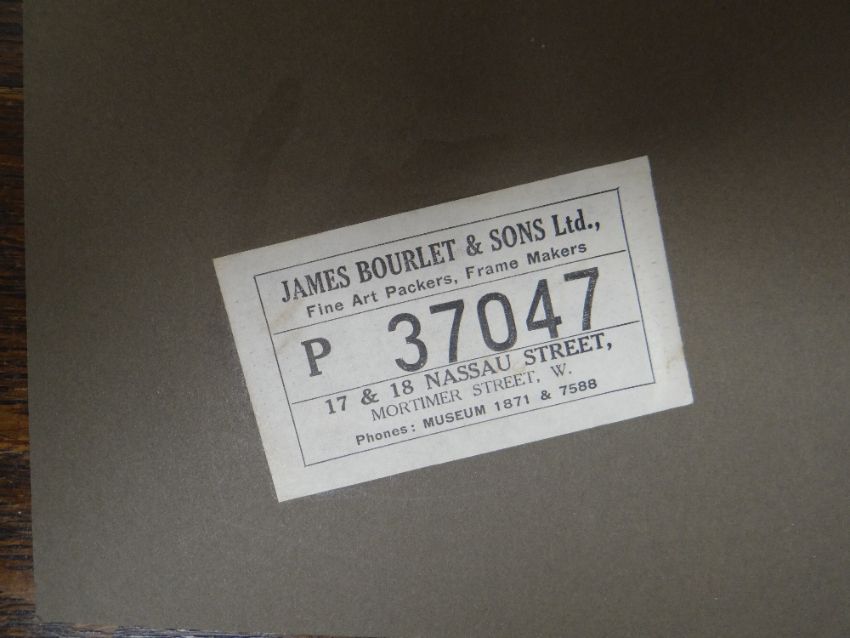 JAMES BOURLET & SONS Ltd.,
Fine Art Packers, Frame Makers
P 37047
17 & 18 NASSAU STREET,
MORTIMER STREET, W.
Phones: MUSEUM 1871 & 7588